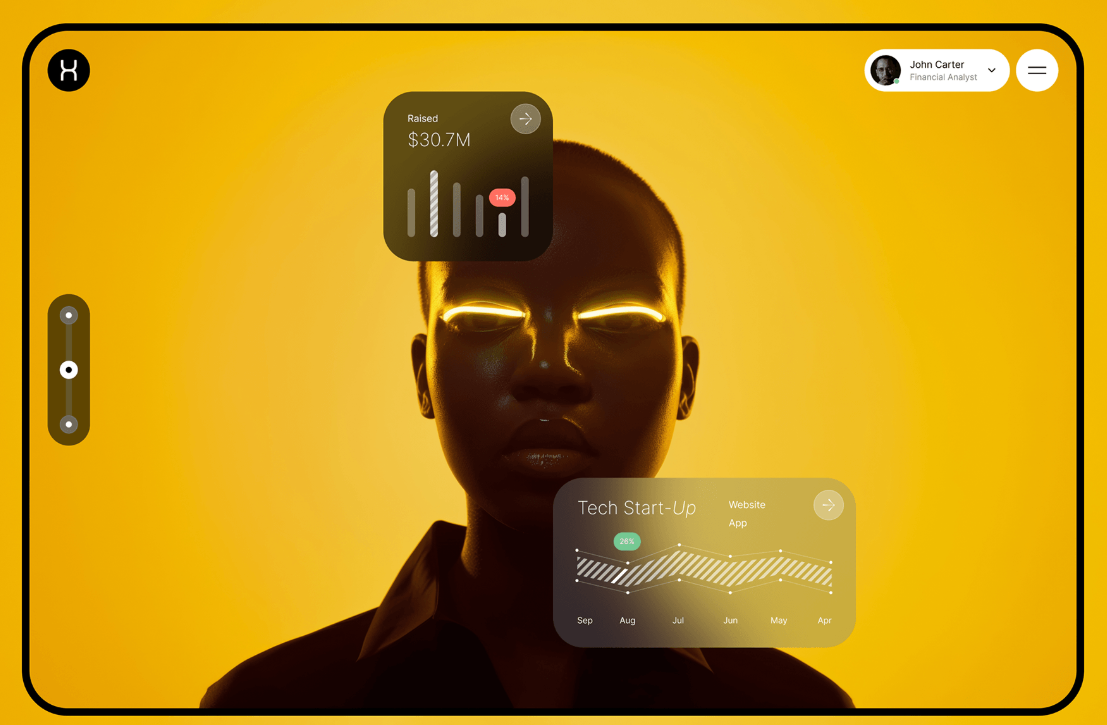 John Carter
Financial Analyst
Raised
$30.7M
14%
Tech Start-Up
Website
App
26%
Sep Aug Jul Jun May Apr